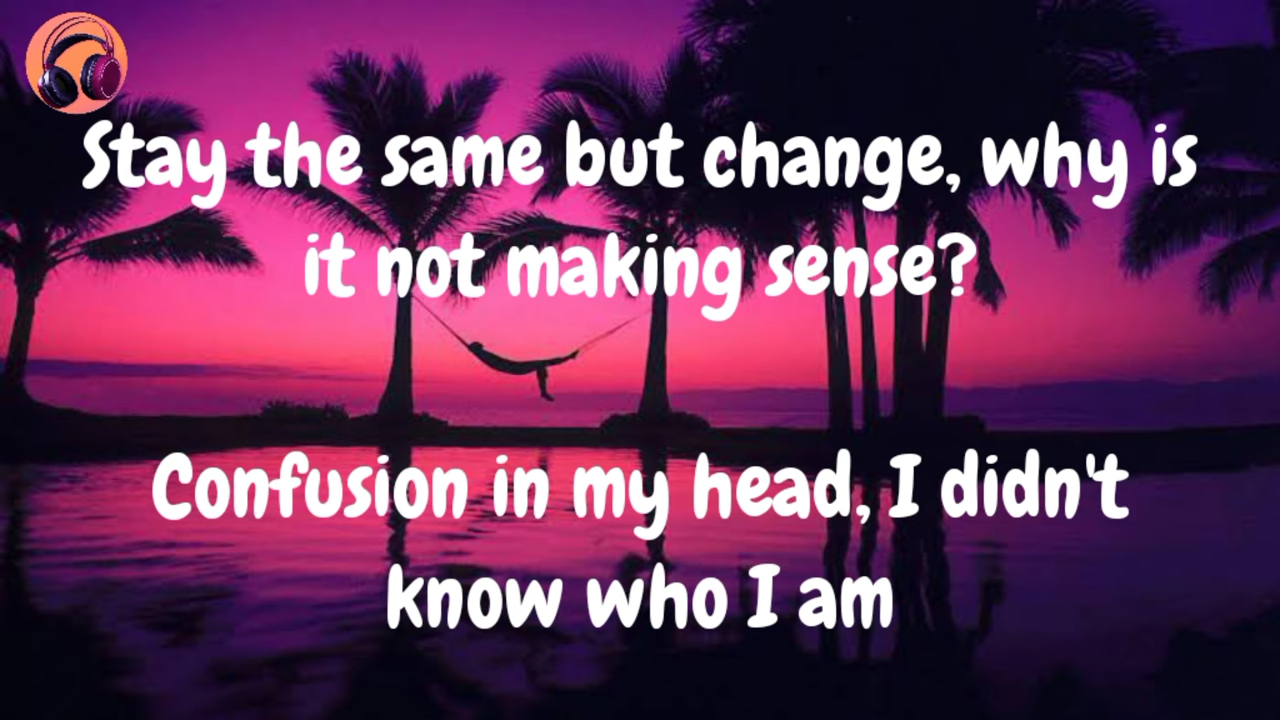 Stay the same but change, why is
it not making sense?
Confusion in my head, I didn't
know who I am